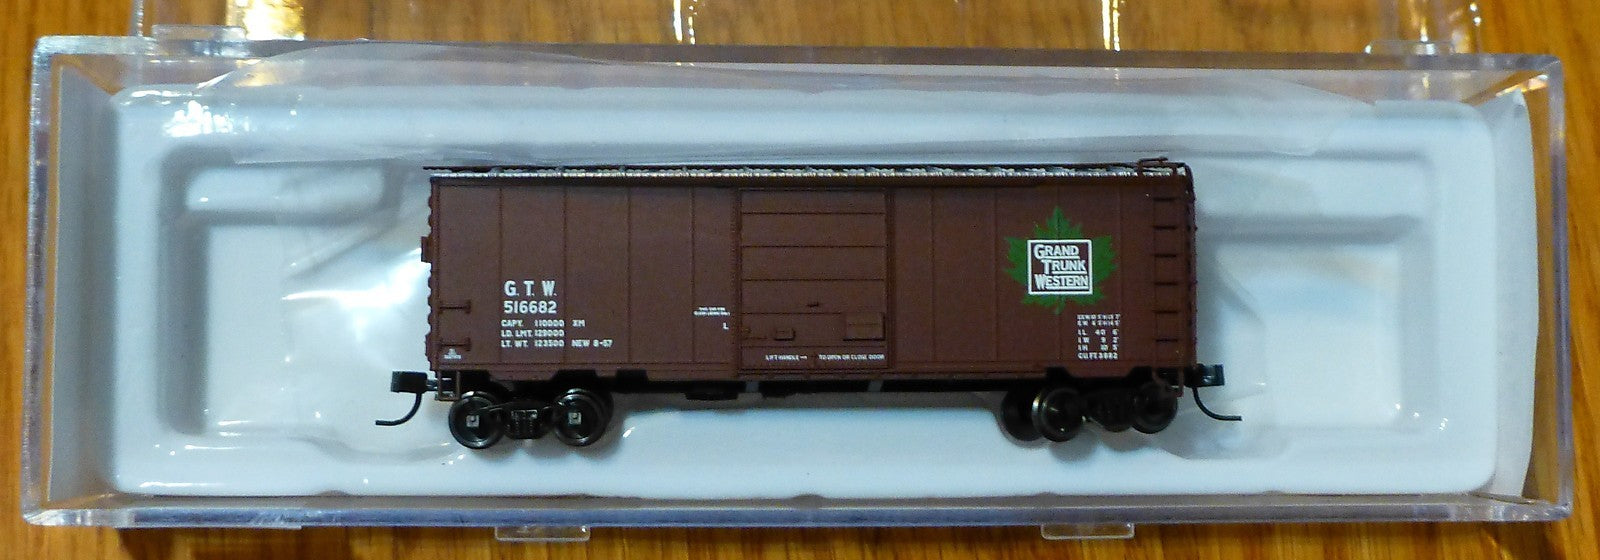 G. T. W.
516682
CAPY. 110000 XM
LD. LMT. 129000
LT. WT. 123500 NEW 8-57
L
LIFT HANDLE TO OPEN OR CLOSE DOOR
GRAND
TRUNK
WESTERN
IL 40 6
IW 9 2
IH 10 5
CU.FT. 3882